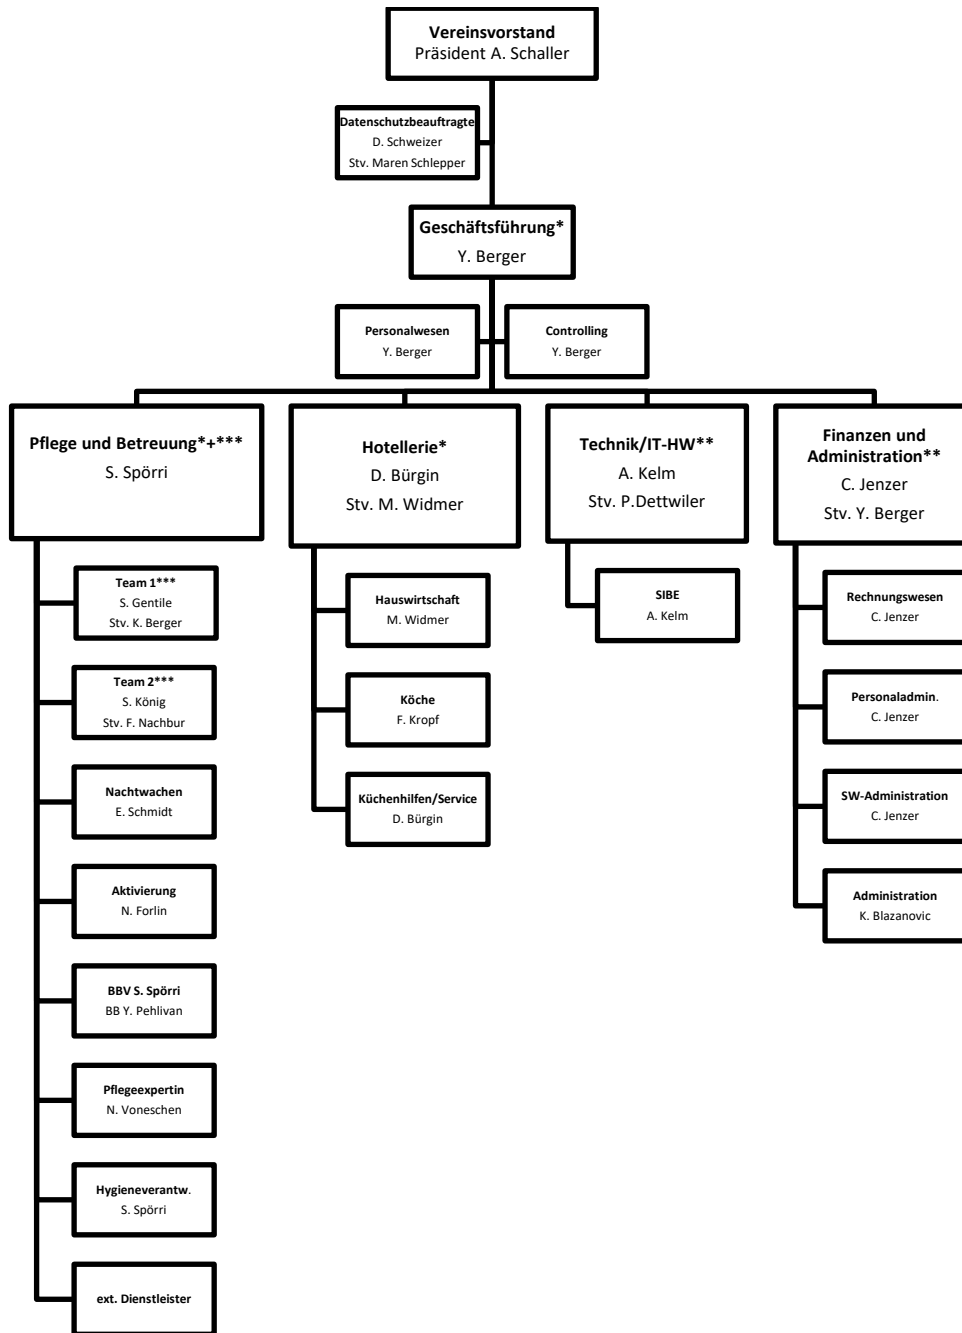 Vereinsvorstand
Präsident A. Schaller
Datenschutzbeauftragte
D. Schweizer
Stv. Maren Schlepper
Geschäftsführung*
Y. Berger
Personalwesen
Y. Berger
Controlling
Y. Berger
Pflege und Betreuung*+***
S. Spörri
Hotellerie*
D. Bürgin
Stv. M. Widmer
Technik/IT-HW**
A. Kelm
Stv. P.Dettwiler
Finanzen und
Administration**
C. Jenzer
Stv. Y. Berger
Team 1***
S. Gentile
Stv. K. Berger
Team 2***
S. König
Stv. F. Nachbur
Nachtwachen
E. Schmidt
Aktivierung
N. Forlin
BBV S. Spörri
BB Y. Pehlivan
Pflegeexpertin
N. Voneschen
Hygieneverantw.
S. Spörri
ext. Dienstleister
Hauswirtschaft
M. Widmer
Köche
F. Kropf
Küchenhilfen/Service
D. Bürgin
SIBE
A. Kelm
Rechnungswesen
C. Jenzer
Personaladmin.
C. Jenzer
SW-Administration
C. Jenzer
Administration
K. Blazanovic